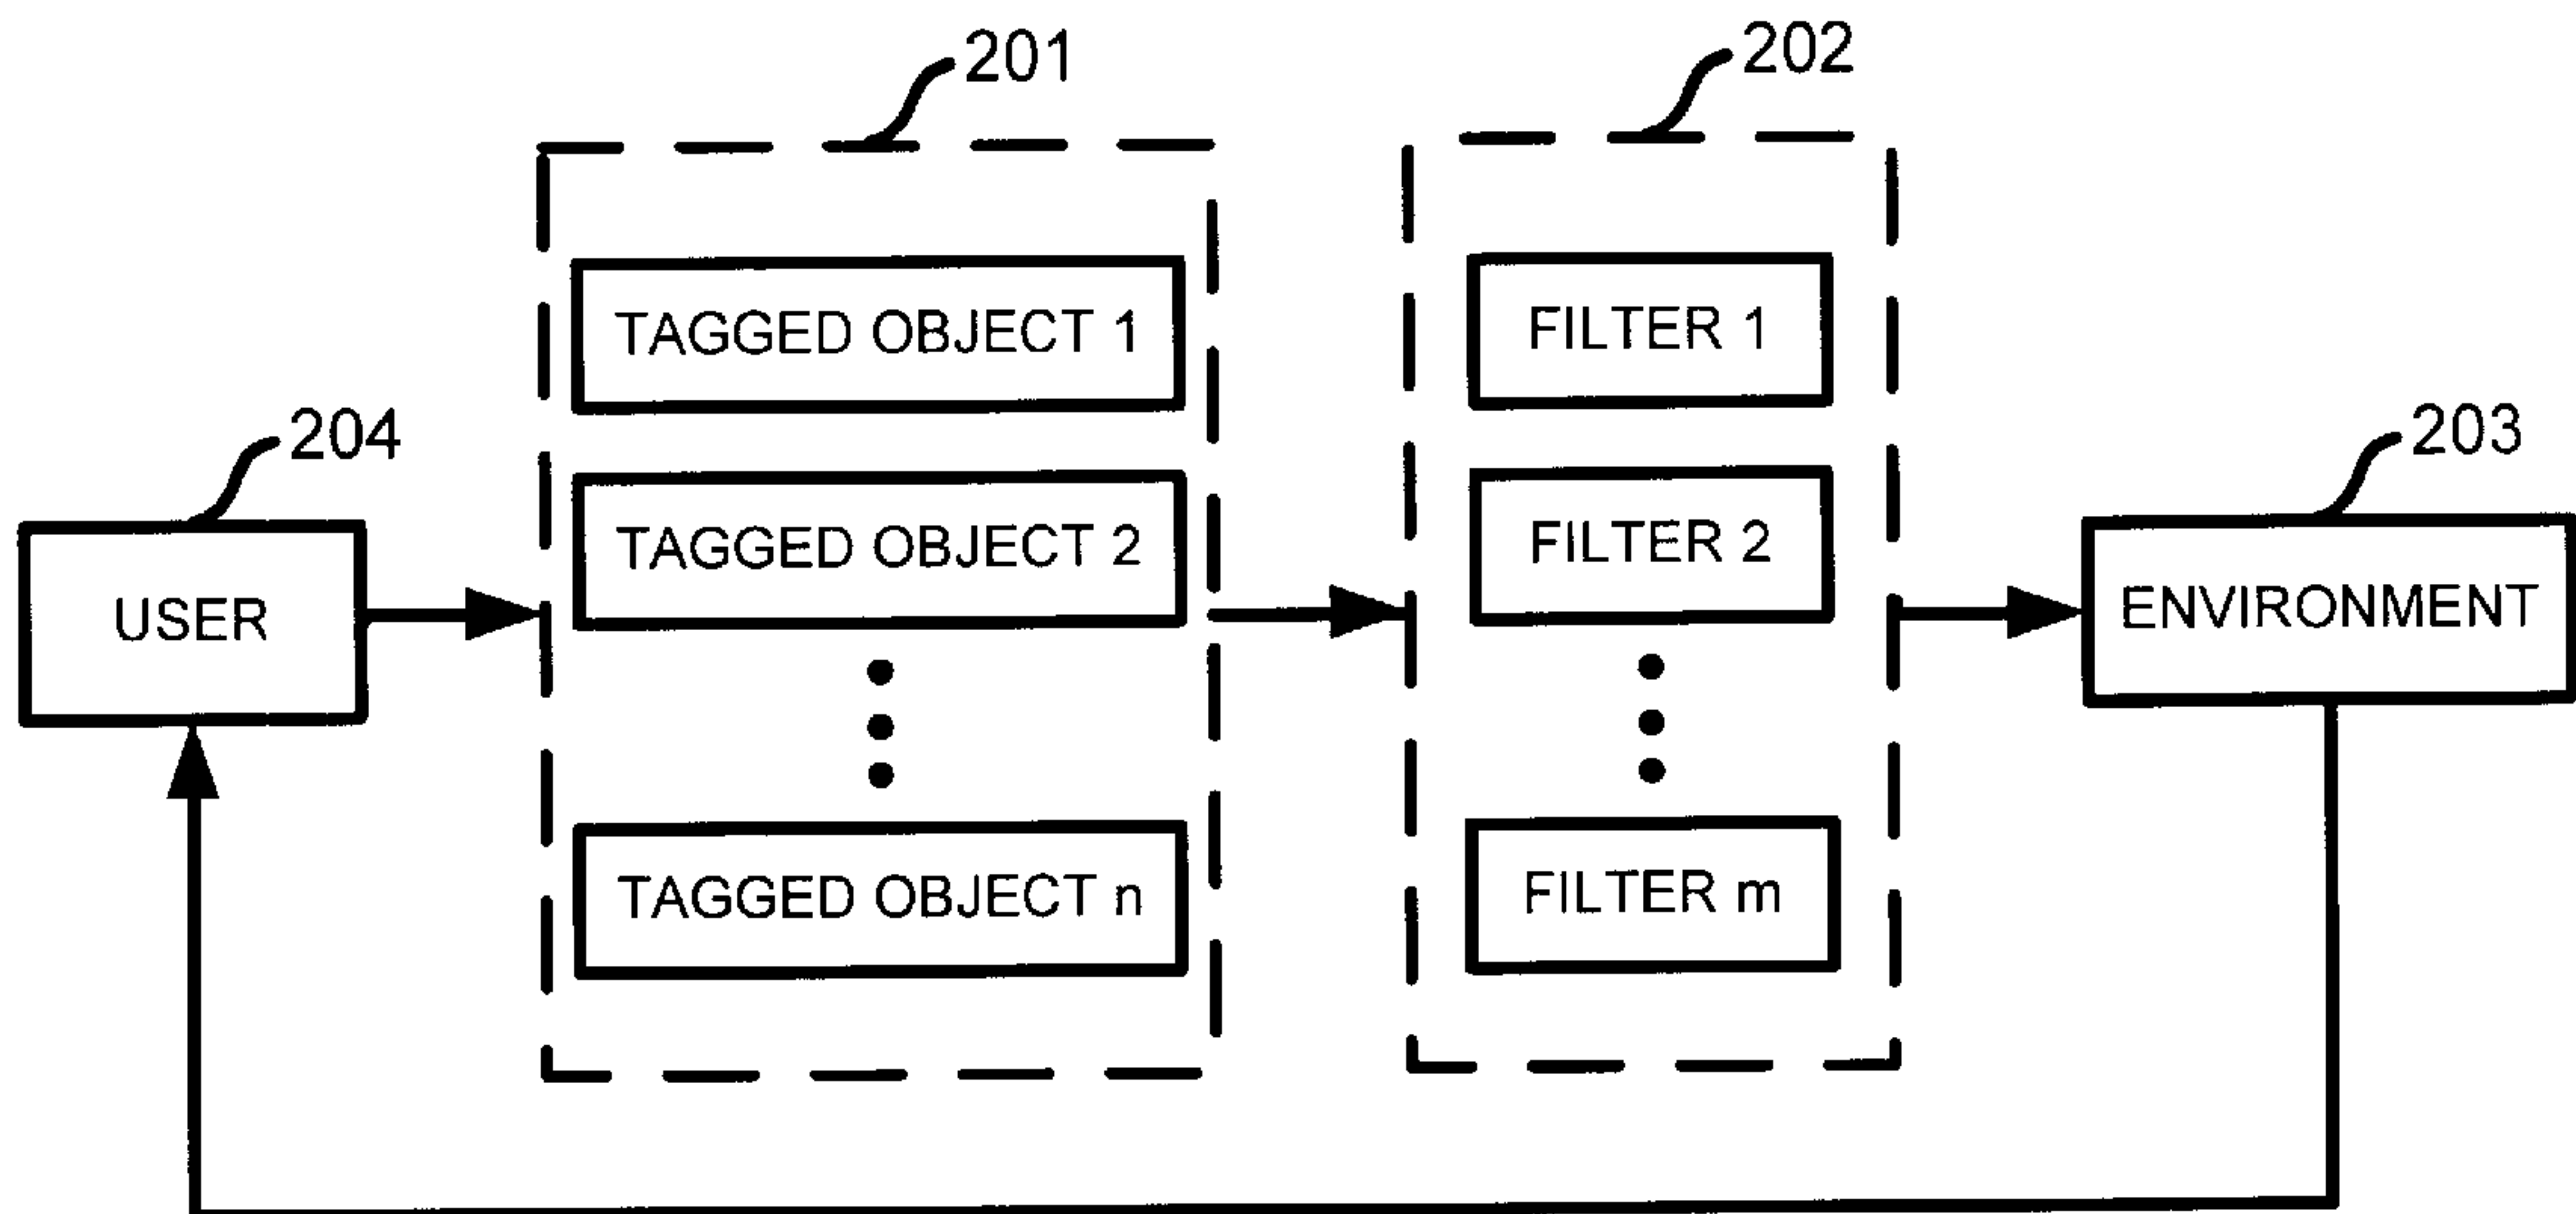 201
202
TAGGED OBJECT 1
FILTER 1
204
203
TAGGED OBJECT 2
FILTER 2
USER
ENVIRONMENT
TAGGED OBJECT n
FILTER m